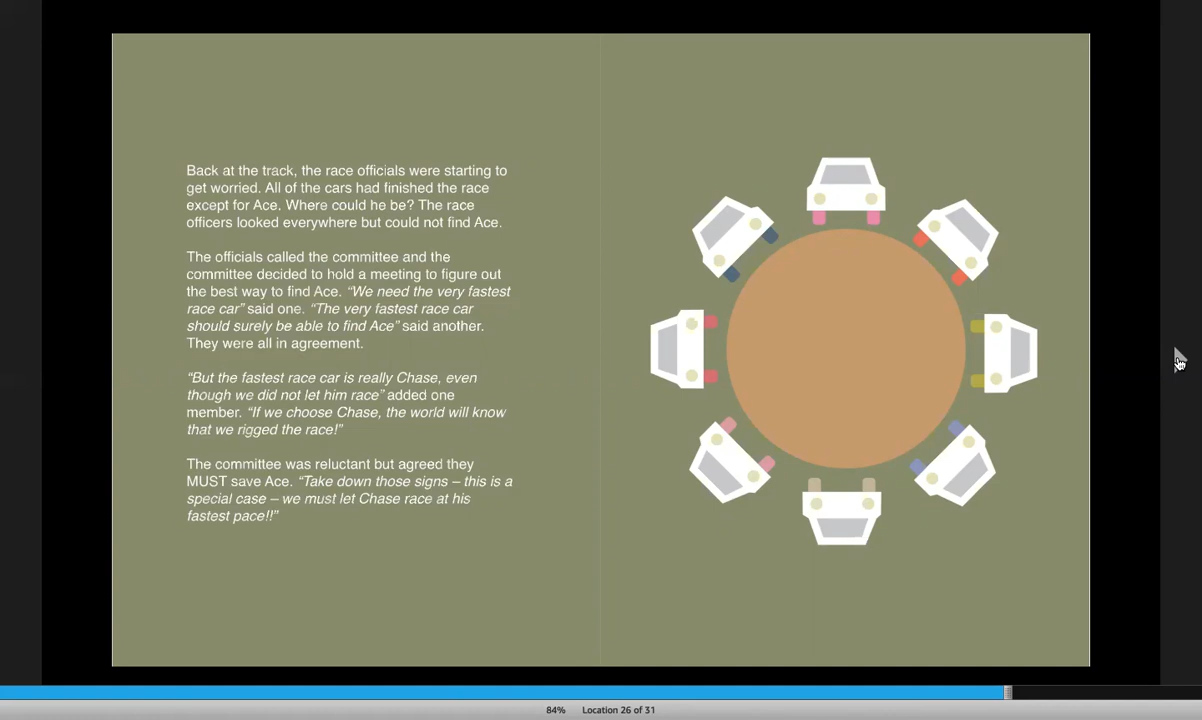 Back at the track, the race officials were starting to
get worried. All of the cars had finished the race
except for Ace. Where could he be? The race
officers looked everywhere but could not find Ace.
The officials called the committee and the
committee decided to hold a meeting to figure out
the best way to find Ace. “We need the very fastest
race car” said one. “The very fastest race car
should surely be able to find Ace” said another.
They were all in agreement.
“But the fastest race car is really Chase, even
though we did not let him race” added one
member. “If we choose Chase, the world will know
that we rigged the race!”
The committee was reluctant but agreed they
MUST save Ace. “Take down those signs – this is a
special case – we must let Chase race at his
fastest pace!!”
84% Location 26 of 31